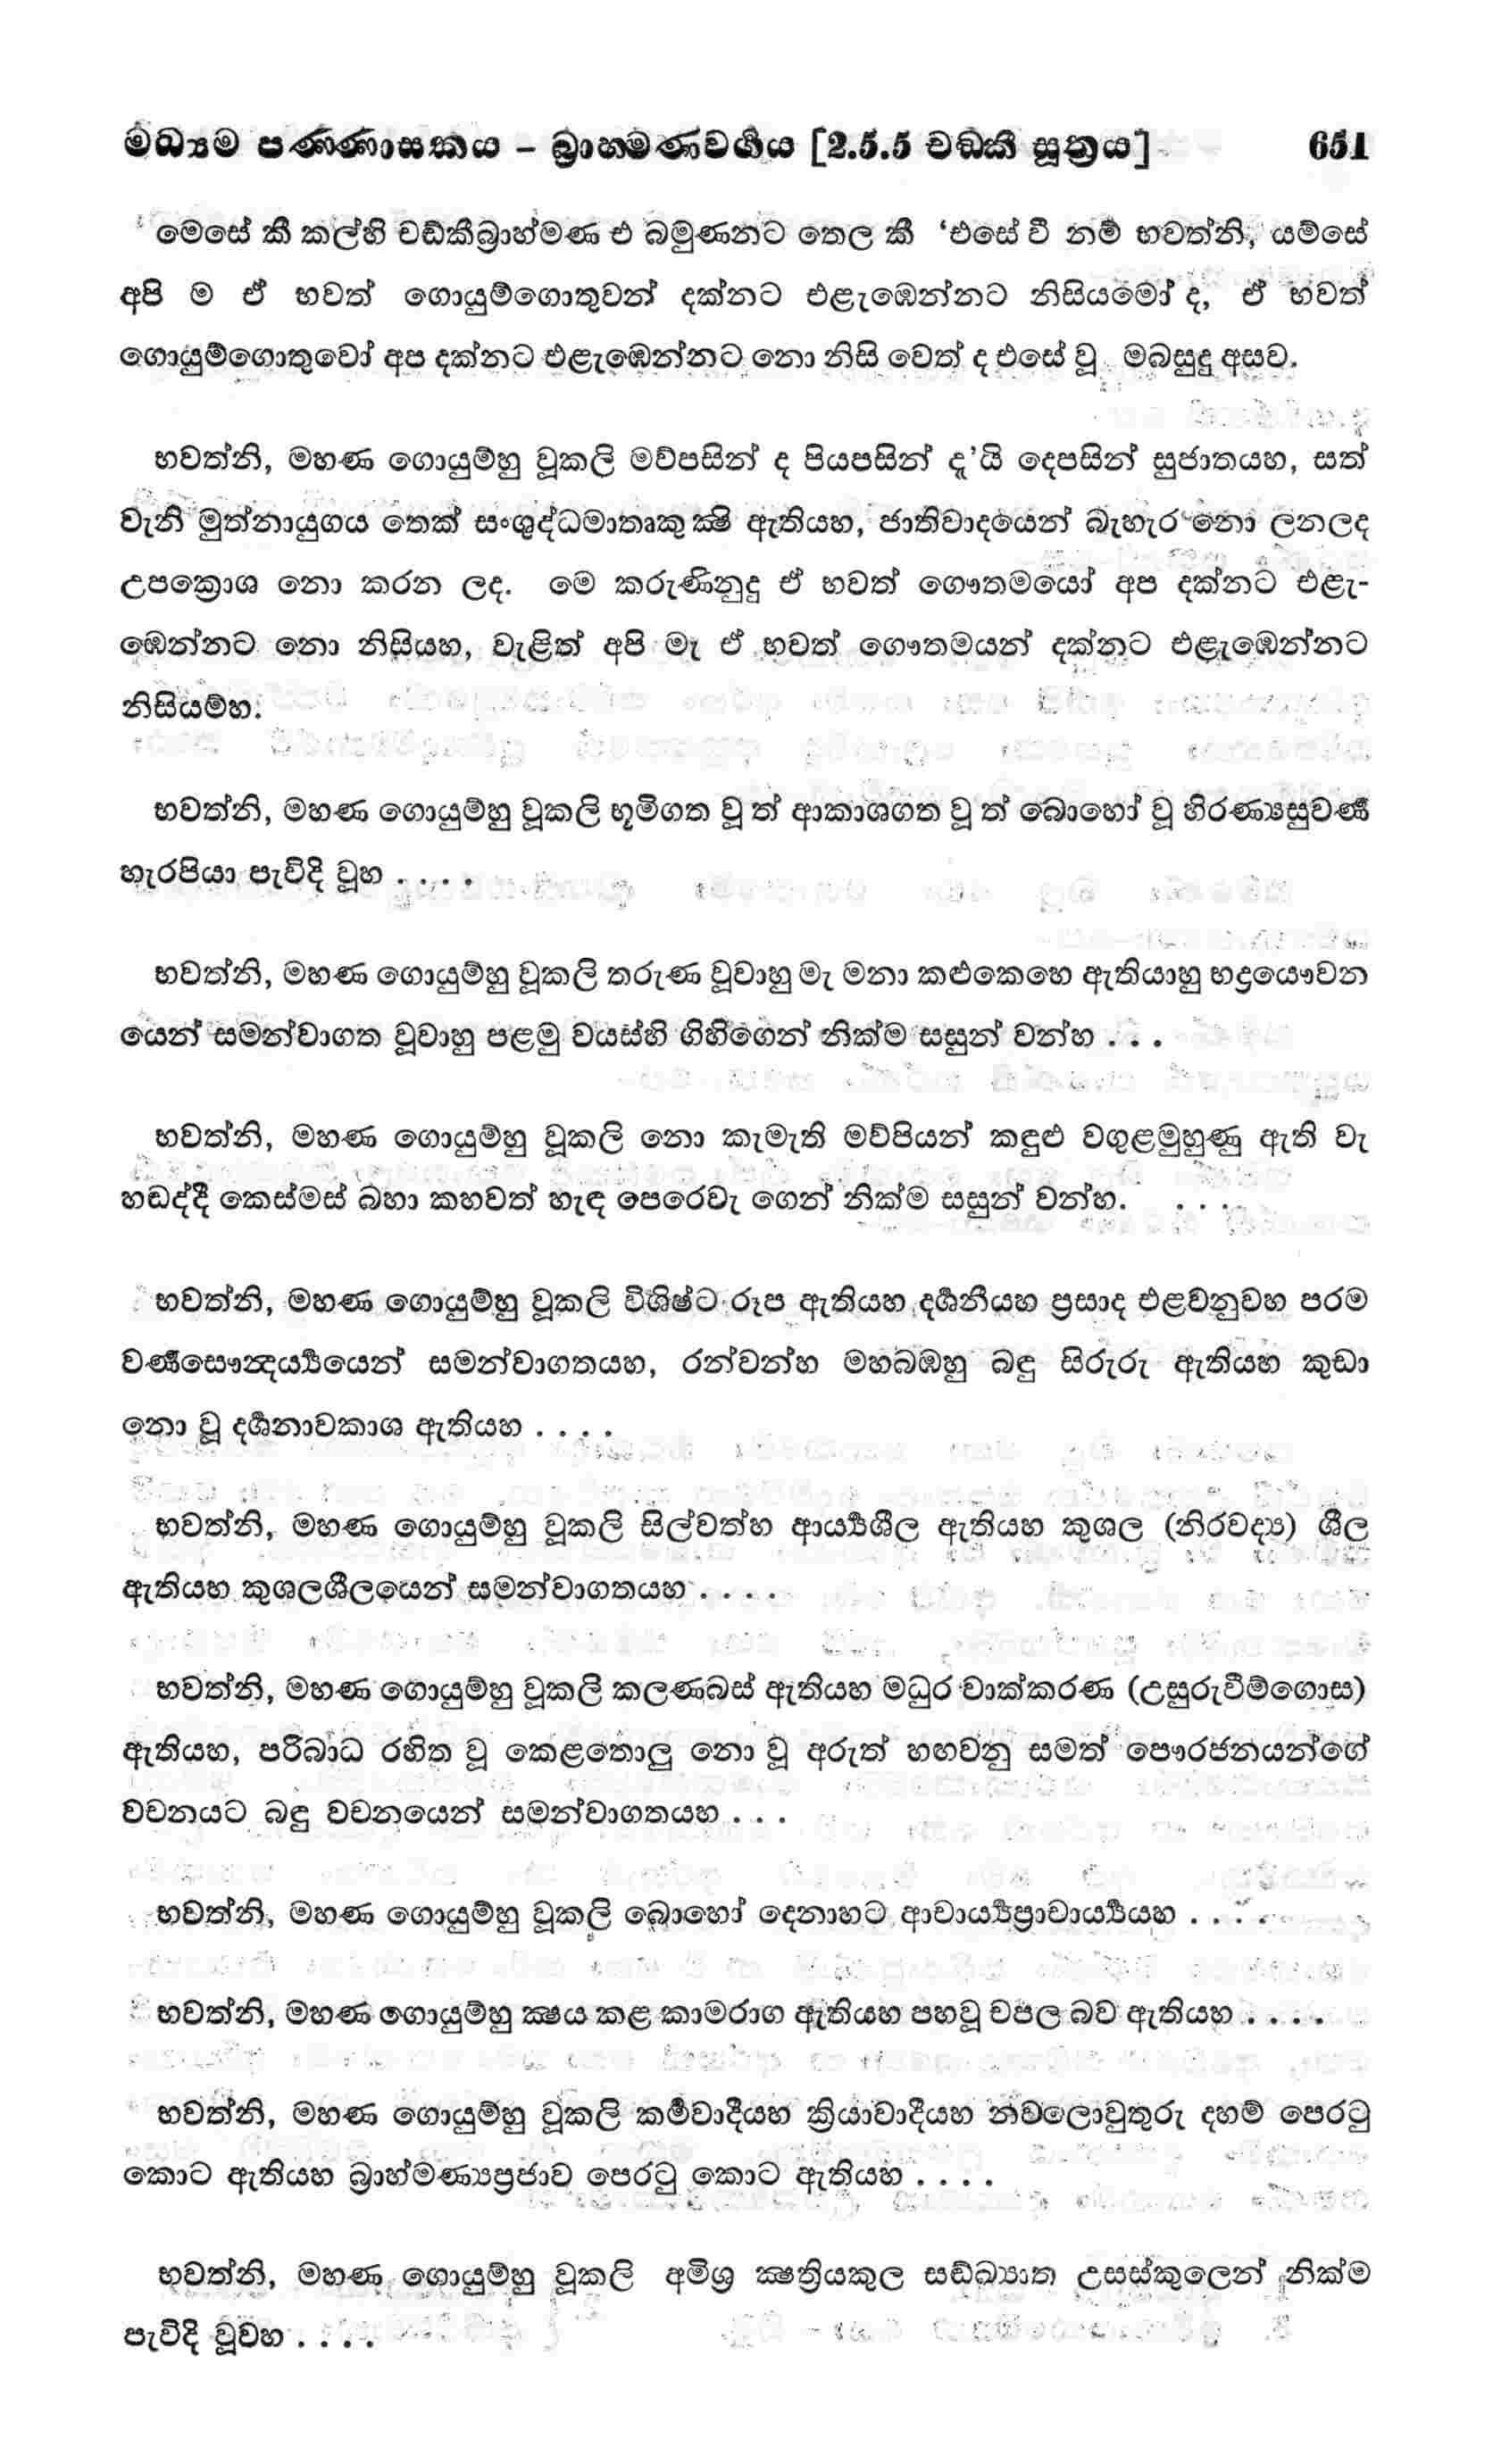 මධ්‍යම පණ්ණාසකය – බ්‍රාහ්මණවර්ගය [2.5.5 චඞ්කී සූත්‍රය] 651
මෙසේ කී කල්හි චඞ්කීබ්‍රාහ්මණ එ බමුණනට තෙල කී ‘එසේ වී නම් භවත්නි, යම්සේ
අපි ම ඒ භවත් ගොයුම්ගොතුවන් දක්නට එළැඹෙන්නට නිසියමෝ ද, ඒ භවත්
ගොයුම්ගොතුවෝ අප දක්නට එළැඹෙන්නට නො නිසි වෙත් ද එසේ වූ මබසුදු අසව.
භවත්නි, මහණ ගොයුම්හු වූකලි මව්පසින් ද පියපසින් දැ’යි දෙපසින් සුජාතයහ, සත්
වැනි මුත්නායුගය තෙක් සංශුද්ධමාතෘකුක්‍ෂි ඇතියහ, ජාතිවාදයෙන් බැහැර නො ලනලද
උපක්‍රොශ නො කරන ලද. මෙ කරුණිනුදු ඒ භවත් ගෞතමයෝ අප දක්නට එළැ-
ඹෙන්නට නො නිසියහ, වැළිත් අපි මැ ඒ භවත් ගෞතමයන් දක්නට එළැඹෙන්නට
නිසියම්හ.
භවත්නි, මහණ ගොයුම්හු වූකලි භූමිගත වූ ත් ආකාශගත වූ ත් බොහෝ වූ හිරණ්‍යසුවර්ණ
හැරපියා පැවිදි වූහ . . . .
භවත්නි, මහණ ගොයුම්හු වූකලි තරුණ වූවාහු මැ මනා කළුකෙහෙ ඇතියාහු භද්‍රයෞවන
යෙන් සමන්වාගත වූවාහු පළමු වයස්හි ගිහිගෙන් නික්ම සසුන් වන්හ . . .
භවත්නි, මහණ ගොයුම්හු වූකලි නො කැමැති මව්පියන් කඳුළු වගුළමුහුණු ඇති වැ
හඬද්දී කෙස්මස් බහා කහවත් හැඳ පෙරෙවැ ගෙන් නික්ම සසුන් වන්හ. . . .
භවත්නි, මහණ ගොයුම්හු වූකලි විශිෂ්ට රූප ඇතියහ දර්ශනීයහ ප්‍රසාද එළවනුවහ පරම
වර්ණසෞන්‍දර්‍ය්‍යයෙන් සමන්වාගතයහ, රන්වන්හ මහබඹහු බඳු සිරුරු ඇතියහ කුඩා
නො වූ දර්ශනාවකාශ ඇතියහ . . . .
භවත්නි, මහණ ගොයුම්හු වූකලි සිල්වත්හ ආර්‍ය්‍යශීල ඇතියහ කුශල (නිරවද්‍ය) ශීල
ඇතියහ කුශලශීලයෙන් සමන්වාගතයහ . . . .
භවත්නි, මහණ ගොයුම්හු වූකලි කලණබස් ඇතියහ මධුර වාක්කරණ (උසුරුවීම්ගොස)
ඇතියහ, පරිබාධ රහිත වූ කෙළතොලු නො වූ අරුත් හඟවනු සමත් පෞරජනයන්ගේ
වචනයට බඳු වචනයෙන් සමන්වාගතයහ . . .
භවත්නි, මහණ ගොයුම්හු වූකලි බොහෝ දෙනාහට ආචාර්‍ය්‍යප්‍රාචාර්‍ය්‍යයහ . . . .
භවත්නි, මහණ ගොයුම්හු ක්‍ෂය කළ කාමරාග ඇතියහ පහවූ චපල බව ඇතියහ . . . .
භවත්නි, මහණ ගොයුම්හු වූකලි කර්මවාදීයහ ක්‍රියාවාදීයහ නවලොවුතුරු දහම් පෙරටු
කොට ඇතියහ බ්‍රාහ්මණ්‍යප්‍රජාව පෙරටු කොට ඇතියහ . . . .
භවත්නි, මහණ ගොයුම්හු වූකලි අමිශ්‍ර ක්‍ෂත්‍රියකුල සඞ්ඛ්‍යාත උසස්කුලෙන් නික්ම
පැවිදි වූවහ . . . .